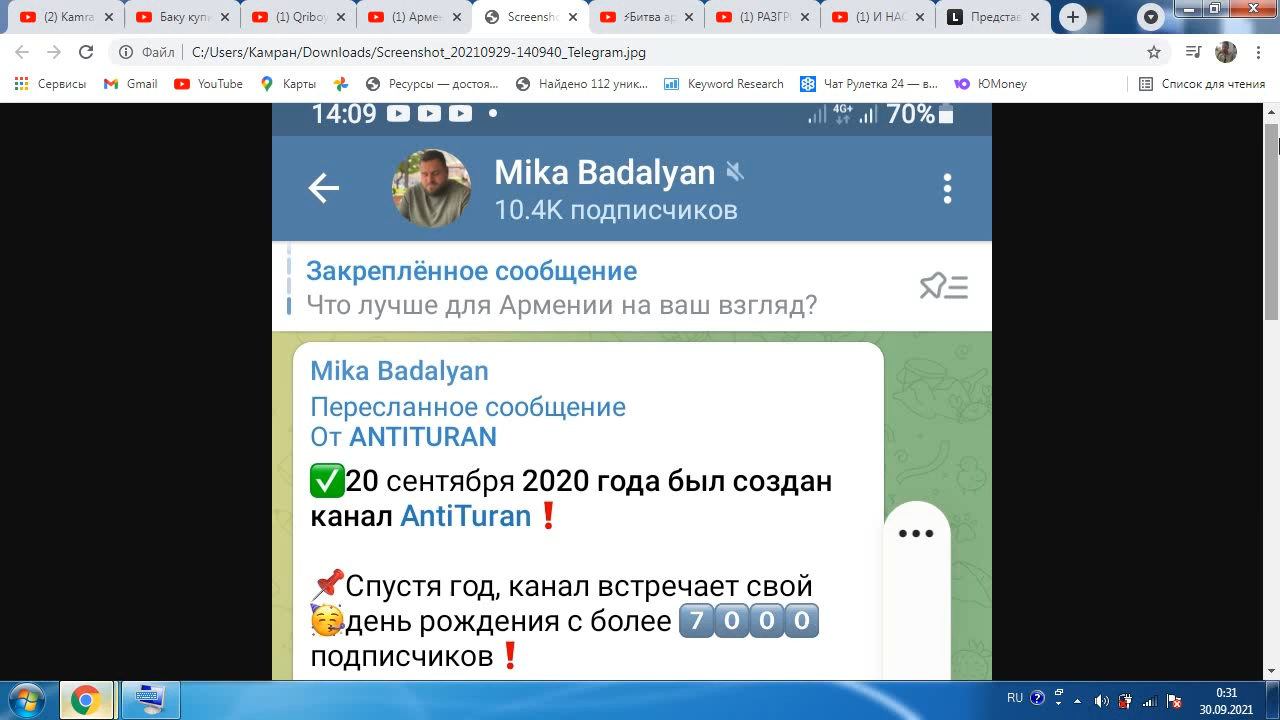 (2) Kamra
Баку купи
(1) Qriboy
(1) Армен
Screensho
⚡Битва ар
(1) РАЗГРО
(1) И НАС
Представ
Файл | C:/Users/Камран/Downloads/Screenshot_20210929-140940_Telegram.jpg
Сервисы Gmail YouTube Карты Ресурсы — достоя... Найдено 112 уник... Keyword Research Чат Рулетка 24 — в... ЮMoney Список для чтения
14:09 4G+ 70%
Mika Badalyan
10.4K подписчиков
Закреплённое сообщение
Что лучше для Армении на ваш взгляд?
Mika Badalyan
Пересланное сообщение
От ANTITURAN
✅20 сентября 2020 года был создан
канал AntiTuran❗
📌Спустя год, канал встречает свой
🥳день рождения с более 7️⃣0️⃣0️⃣0️⃣
подписчиков❗
RU 0:31
30.09.2021